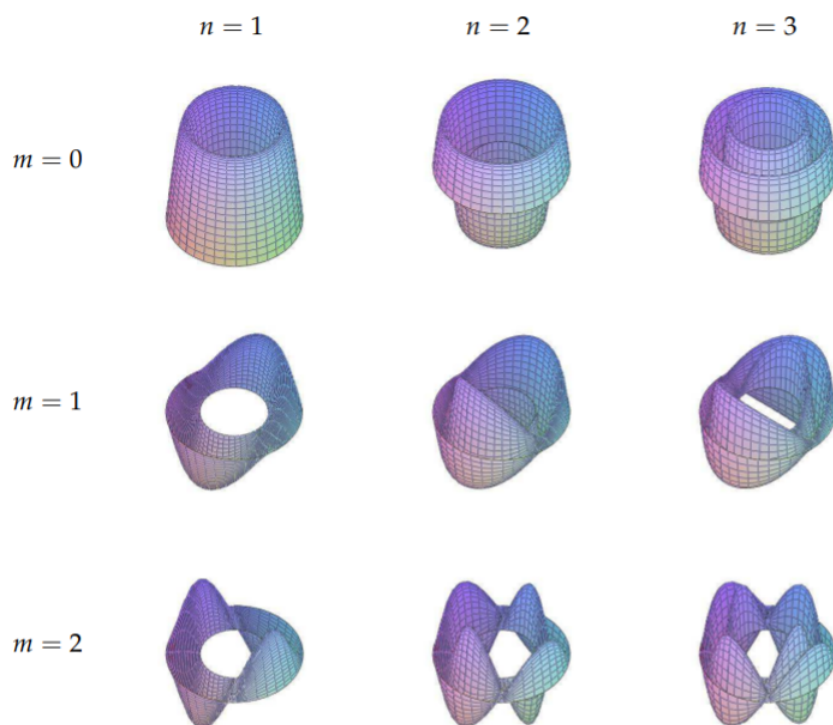 n = 1 n = 2 n = 3
m = 0
m = 1
m = 2